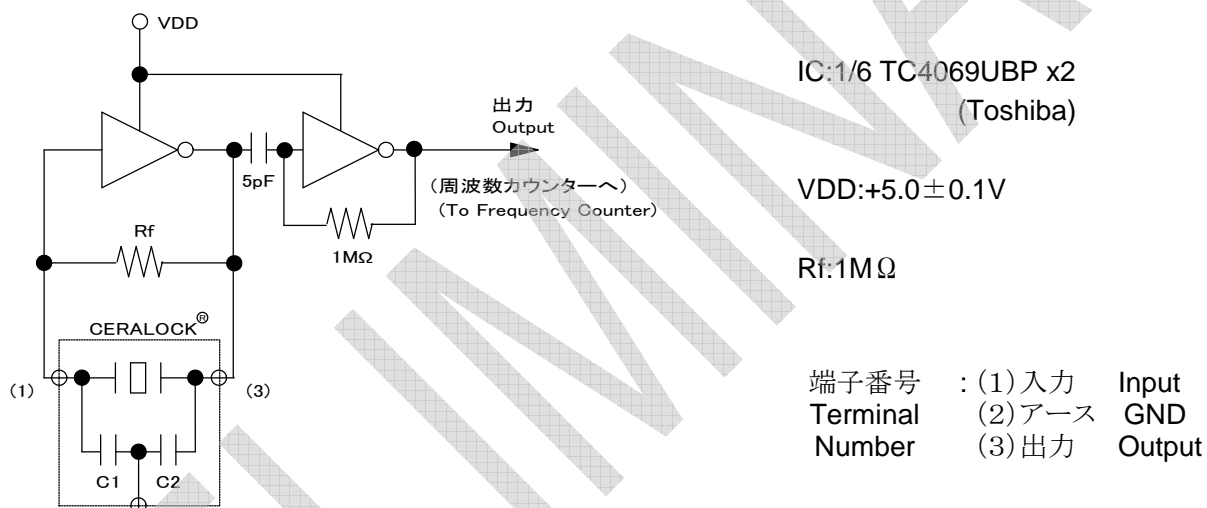 VDD
IC:1/6 TC4069UBP x2
(Toshiba)
出力
Output
5pF
(周波数カウンターへ)
(To Frequency Counter)
VDD:+5.0±0.1V
Rf
1MΩ
Rf:1MΩ
CERALOCK®
(1)
(3)
C1
C2
端子番号 :(1)入力 Input
Terminal (2)アース GND
Number (3)出力 Output